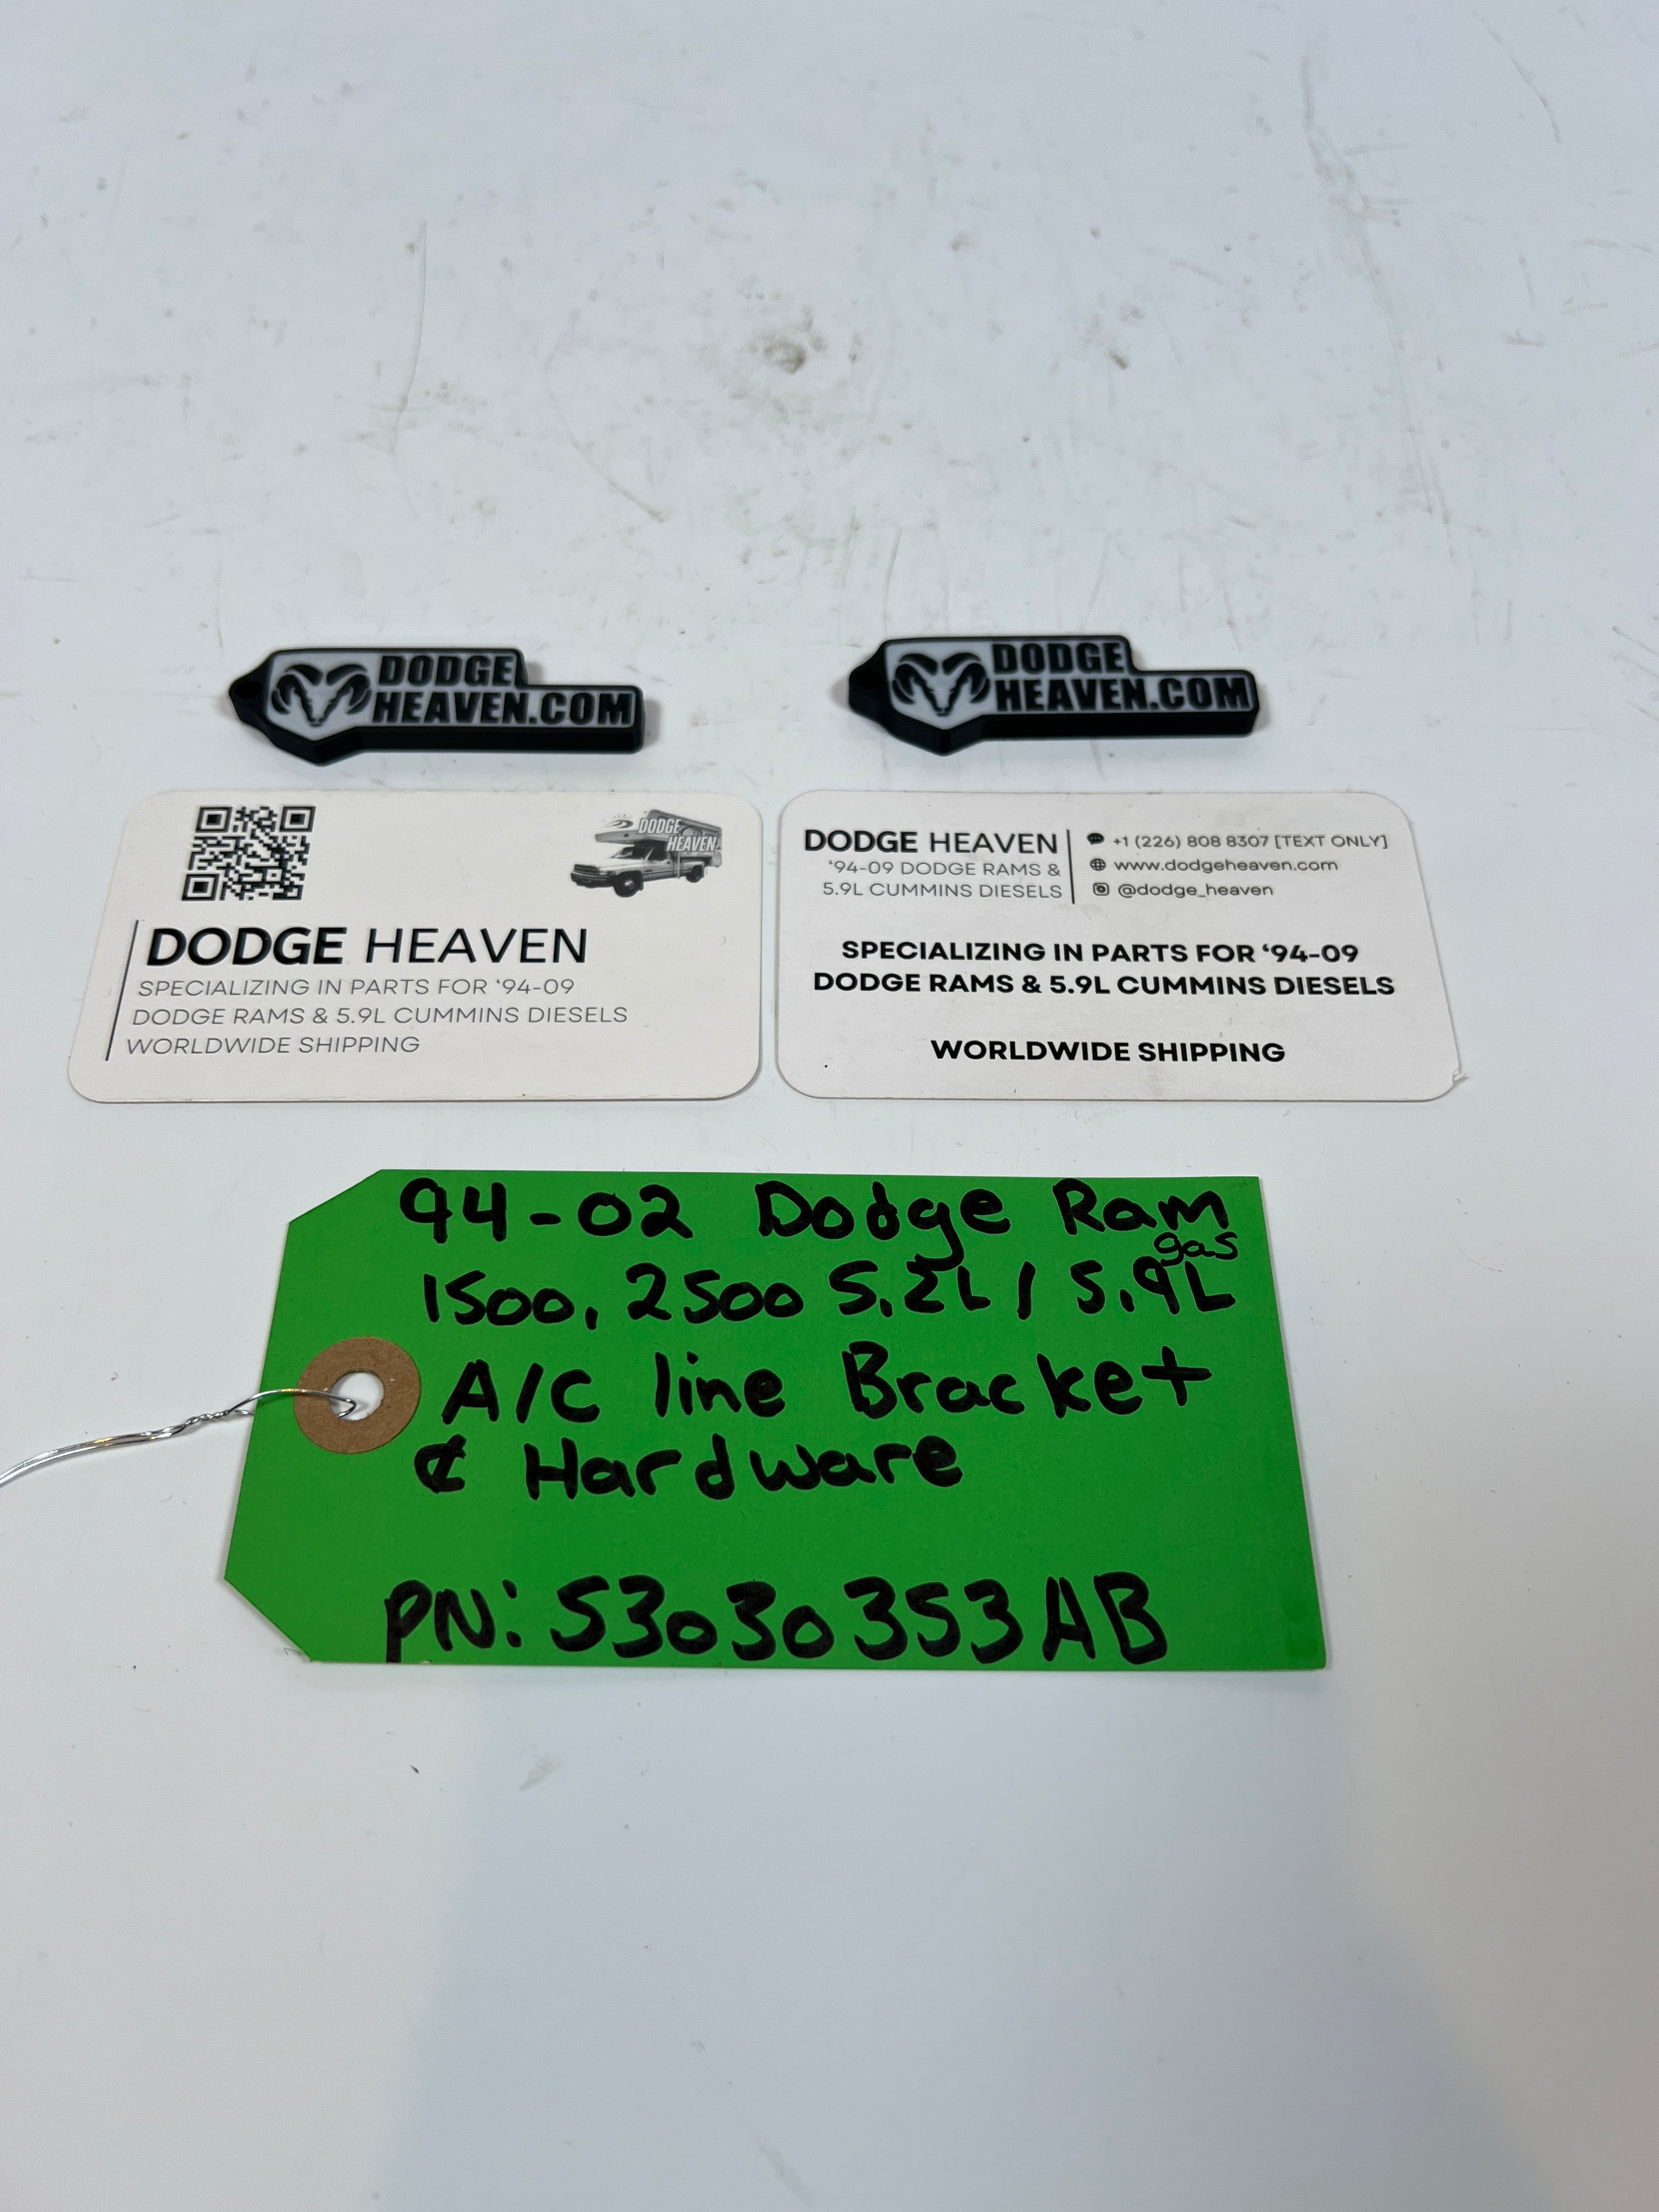 DODGE
HEAVEN.COM
DODGE
HEAVEN.COM
DODGE
HEAVEN
DODGE HEAVEN
SPECIALIZING IN PARTS FOR ‘94-09
DODGE RAMS & 5.9L CUMMINS DIESELS
WORLDWIDE SHIPPING
DODGE HEAVEN
‘94-09 DODGE RAMS &
5.9L CUMMINS DIESELS
+1 (226) 808 8307 [TEXT ONLY]
www.dodgeheaven.com
@dodge_heaven
SPECIALIZING IN PARTS FOR ‘94-09
DODGE RAMS & 5.9L CUMMINS DIESELS
WORLDWIDE SHIPPING
94-02 Dodge Ram
gas
1500, 2500 5.2L / 5.9L
A/C line Bracket
& Hardware
PN: 53030353AB